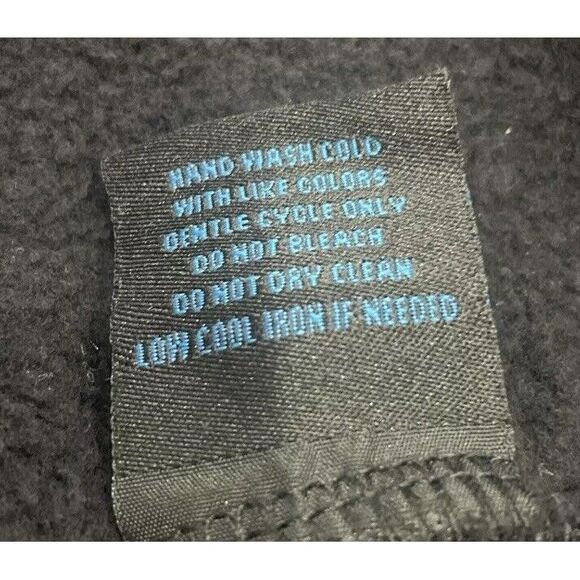 HAND WASH COLD
WITH LIKE COLORS
GENTLE CYCLE ONLY
DO NOT BLEACH
DO NOT DRY CLEAN
LOW COOL IRON IF NEEDED